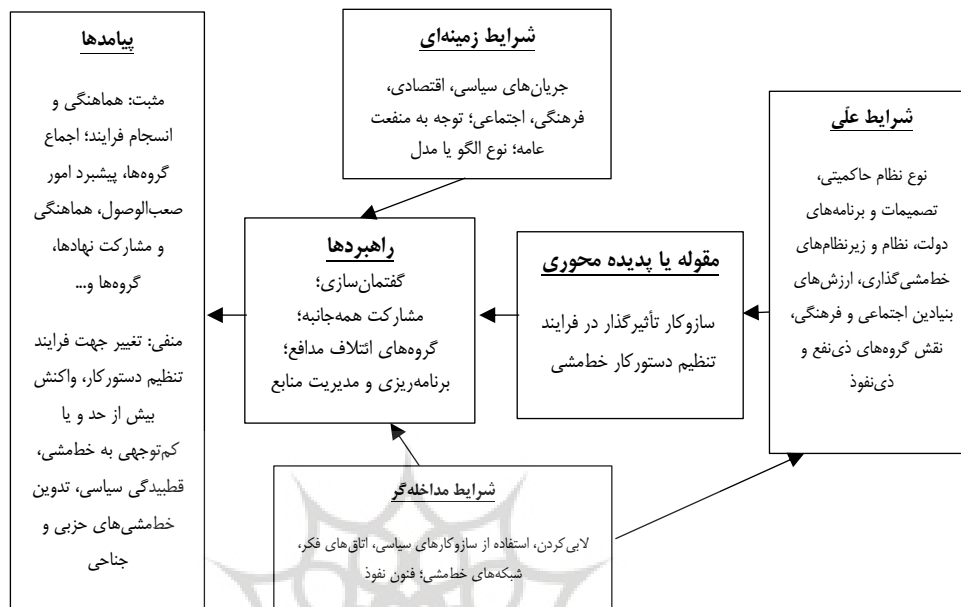 شرایط زمینه‌ای
جریان‌های سیاسی، اقتصادی،
فرهنگی، اجتماعی؛ توجه به منفعت
عامه؛ نوع الگو یا مدل
شرایط علّی
نوع نظام حاکمیتی،
تصمیمات و برنامه‌های
دولت، نظام و زیرنظام‌های
خط‌مشی‌گذاری، ارزش‌های
بنیادین اجتماعی و فرهنگی،
نقش گروه‌های ذی‌نفع و
ذی‌نفوذ
مقوله یا پدیده محوری
سازوکار تأثیرگذار در فرایند
تنظیم دستورکار خط‌مشی
راهبردها
گفتمان‌سازی؛
مشارکت همه‌جانبه؛
گروه‌های ائتلاف مدافع؛
برنامه‌ریزی و مدیریت منابع
شرایط مداخله‌گر
لابی‌کردن، استفاده از سازوکارهای سیاسی، اتاق‌های فکر،
شبکه‌های خط‌مشی؛ فنون نفوذ
پیامدها
مثبت: هماهنگی و
انسجام فرایند؛ اجماع
گروه‌ها، پیشبرد امور
صعب‌الوصول، هماهنگی
و مشارکت نهادها،
گروه‌ها و...
منفی: تغییر جهت فرایند
تنظیم دستورکار، واکنش
بیش از حد و یا
کم‌توجهی به خط‌مشی،
قطبیدگی سیاسی، تدوین
خط‌مشی‌های حزبی و
جناحی